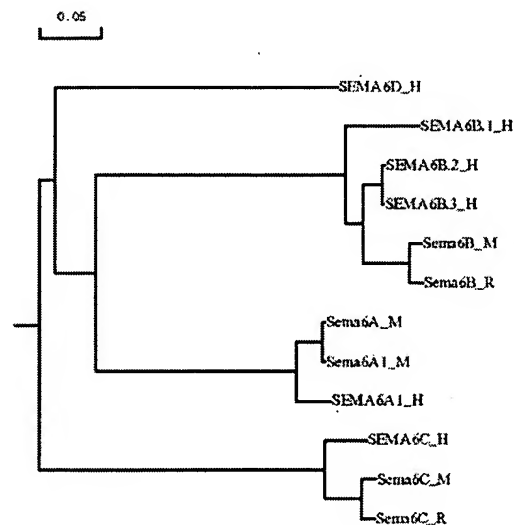 0.05
SEMA6D_H
SEMA6B.1_H
SEMA6B.2_H
SEMA6B.3_H
Sema6B_M
Sema6B_R
Sema6A_M
Sema6A1_M
SEMA6A1_H
SEMA6C_H
Sema6C_M
Sema6C_R